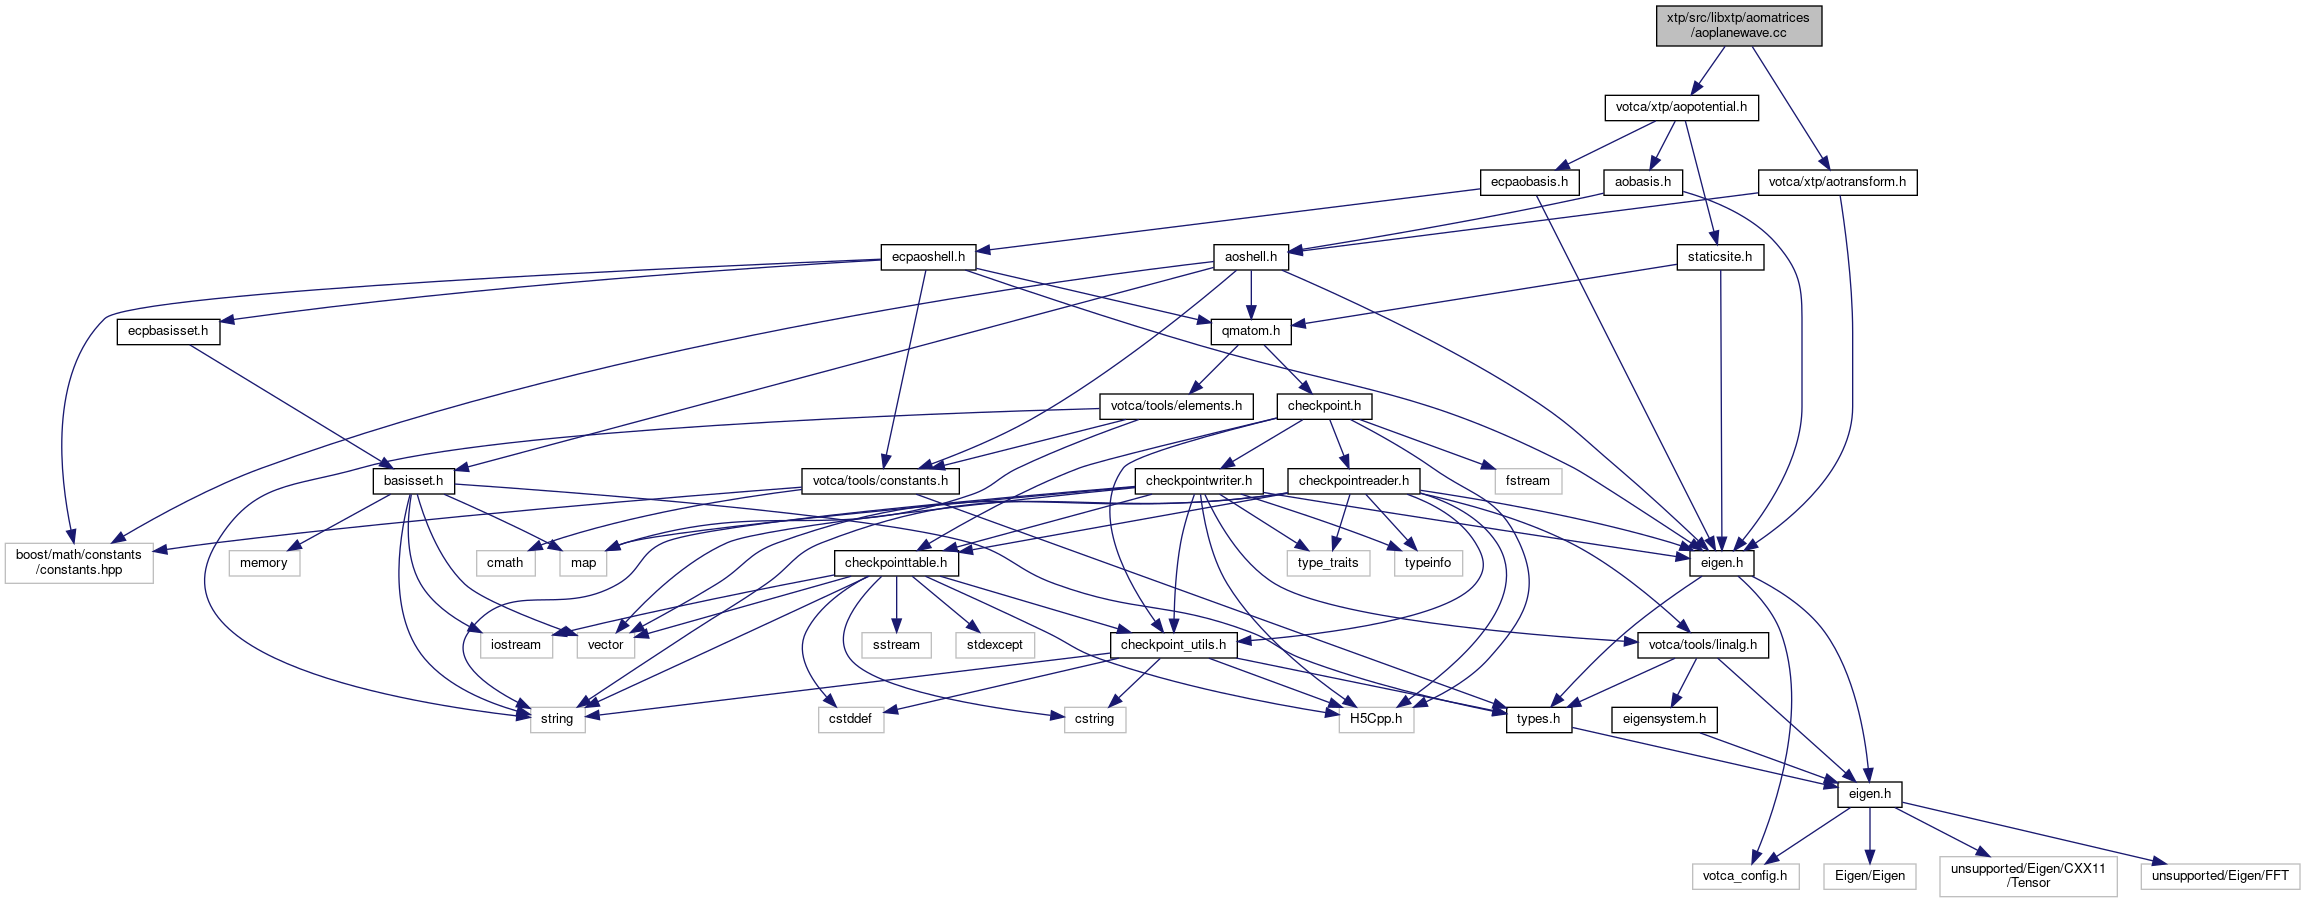 xtp/src/libxtp/aomatrices
/aoplanewave.cc
votca/xtp/aopotential.h
ecpaobasis.h
aobasis.h
votca/xtp/aotransform.h
ecpaoshell.h
aoshell.h
staticsite.h
ecpbasisset.h
qmatom.h
votca/tools/elements.h
checkpoint.h
basisset.h
votca/tools/constants.h
checkpointwriter.h
checkpointreader.h
fstream
boost/math/constants
/constants.hpp
memory
cmath
map
checkpointtable.h
type_traits
typeinfo
eigen.h
iostream
vector
sstream
stdexcept
checkpoint_utils.h
votca/tools/linalg.h
string
cstddef
cstring
H5Cpp.h
types.h
eigensystem.h
eigen.h
votca_config.h
Eigen/Eigen
unsupported/Eigen/CXX11
/Tensor
unsupported/Eigen/FFT